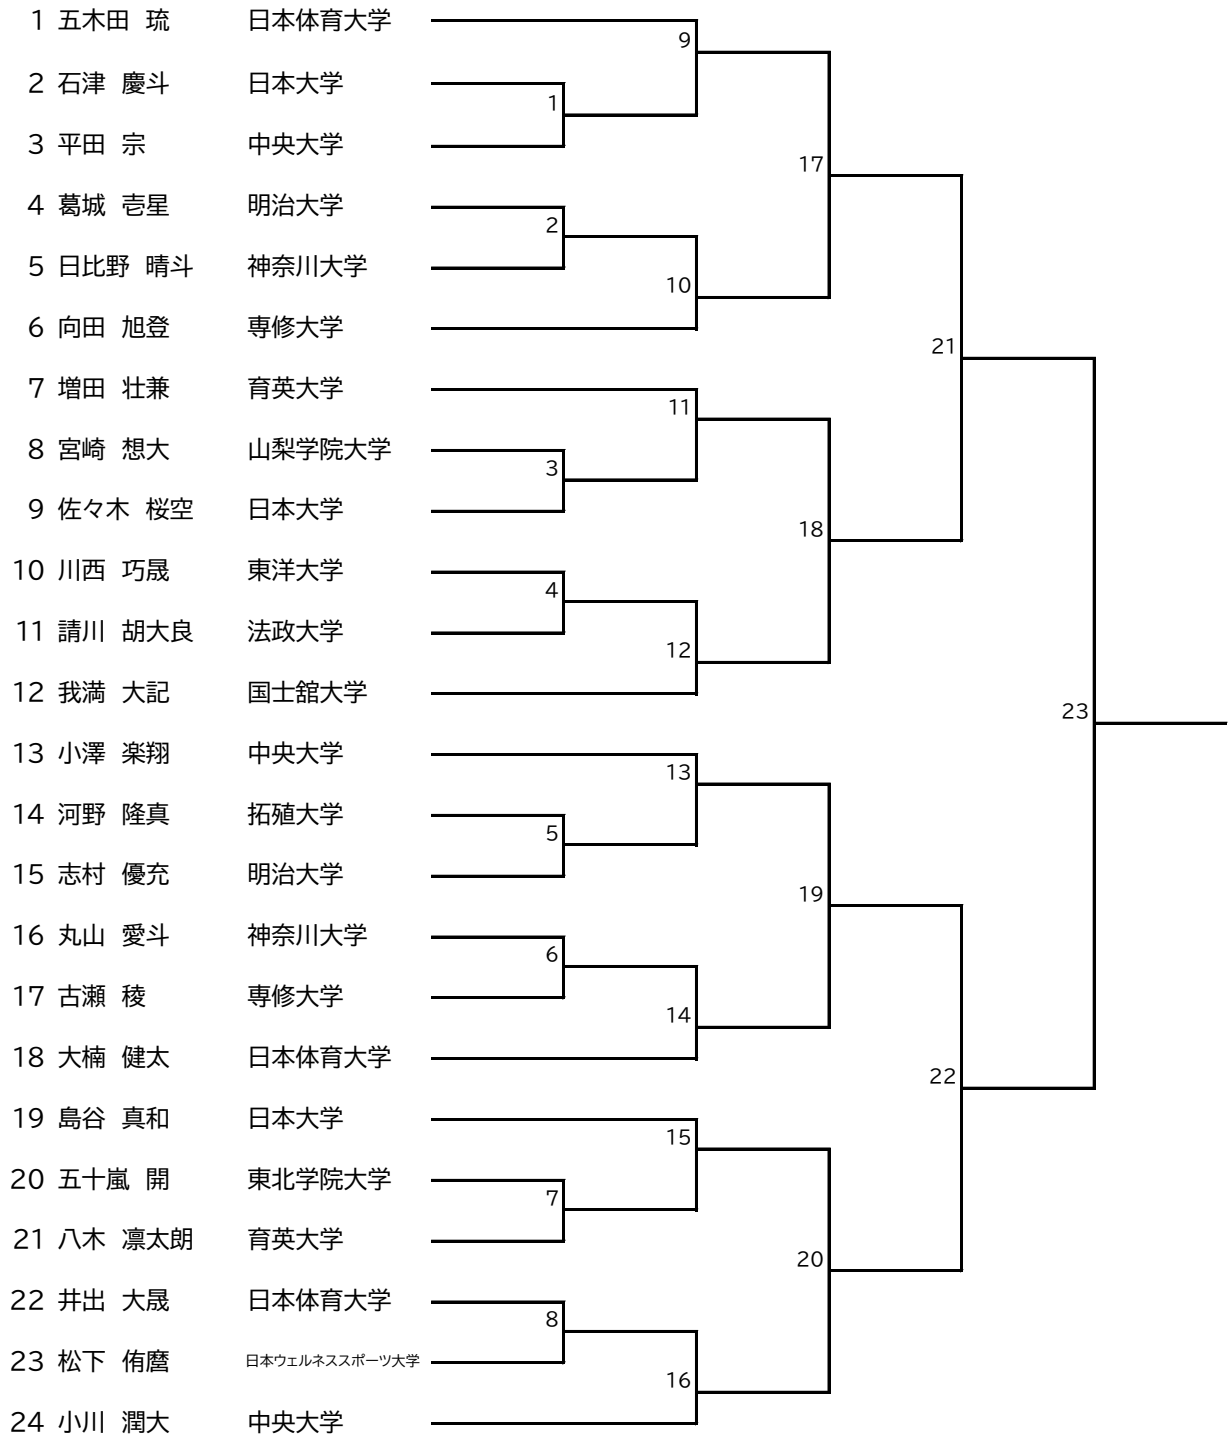 1 五木田 琉 日本体育大学
9
2 石津 慶斗 日本大学
1
3 平田 宗 中央大学
17
4 葛城 壱星 明治大学
2
5 日比野 晴斗 神奈川大学
10
6 向田 旭登 専修大学
21
7 増田 壮兼 育英大学
11
8 宮崎 想大 山梨学院大学
3
9 佐々木 桜空 日本大学
18
10 川西 巧晟 東洋大学
4
11 請川 胡大良 法政大学
12
12 我満 大記 国士舘大学
23
13 小澤 楽翔 中央大学
13
14 河野 隆真 拓殖大学
5
15 志村 優充 明治大学
19
16 丸山 愛斗 神奈川大学
6
17 古瀬 稜 専修大学
14
18 大楠 健太 日本体育大学
22
19 島谷 真和 日本大学
15
20 五十嵐 開 東北学院大学
7
21 八木 凛太朗 育英大学
20
22 井出 大晟 日本体育大学
8
23 松下 侑磨 日本ウェルネススポーツ大学
16
24 小川 潤大 中央大学